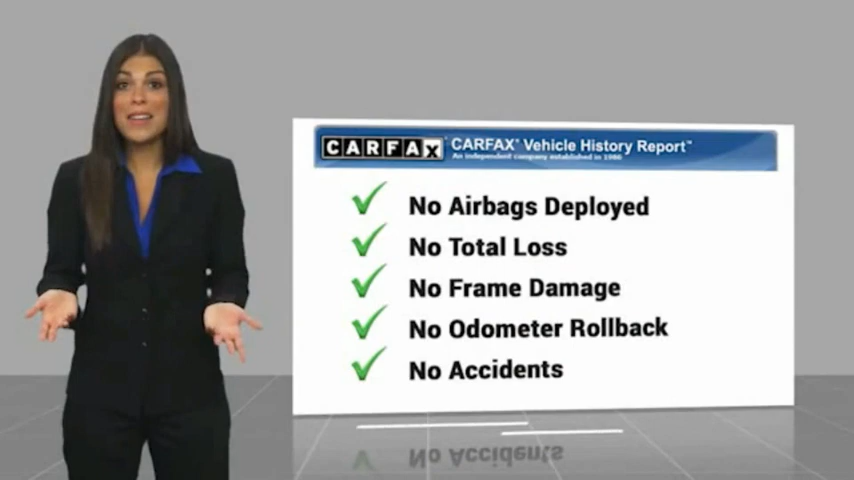 CARFAX CARFAX® Vehicle History Report™
An independent company established in 1986
No Airbags Deployed
No Total Loss
No Frame Damage
No Odometer Rollback
No Accidents
No Accidents